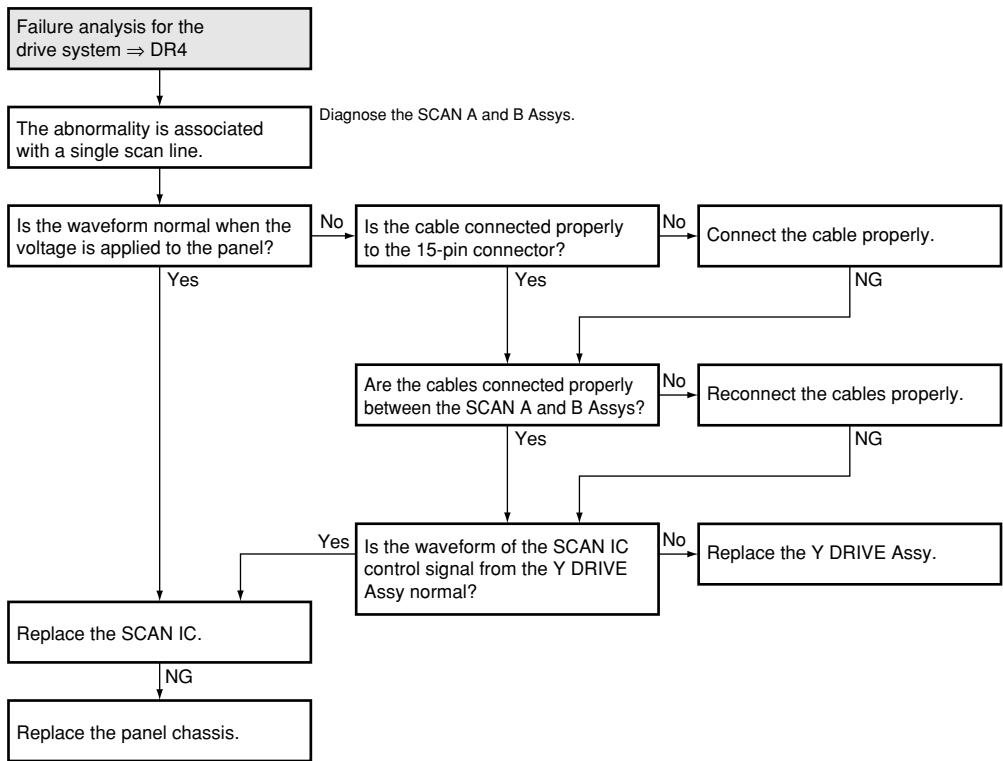 Failure analysis for the
drive system ⇒ DR4
The abnormality is associated
with a single scan line.
Diagnose the SCAN A and B Assys.
Is the waveform normal when the
voltage is applied to the panel?
No
Is the cable connected properly
to the 15-pin connector?
No
Connect the cable properly.
Yes
Yes
NG
Are the cables connected properly
between the SCAN A and B Assys?
No
Reconnect the cables properly.
Yes
NG
Yes
Is the waveform of the SCAN IC
control signal from the Y DRIVE
Assy normal?
No
Replace the Y DRIVE Assy.
Replace the SCAN IC.
NG
Replace the panel chassis.